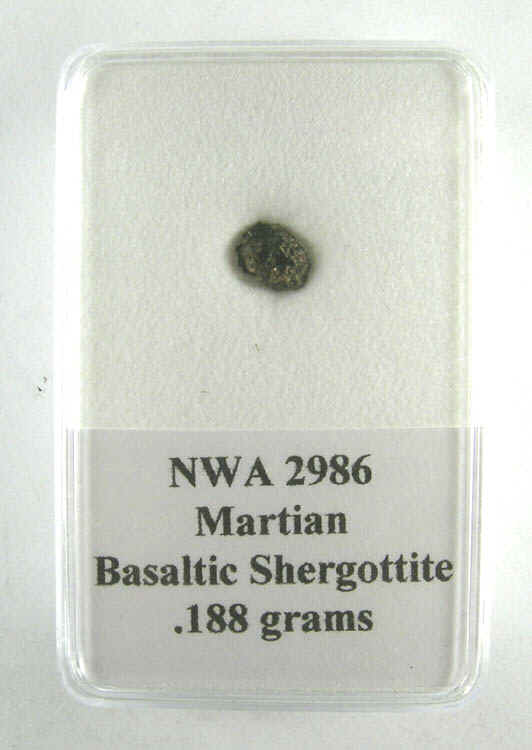 NWA 2986
Martian
Basaltic Shergottite
.188 grams